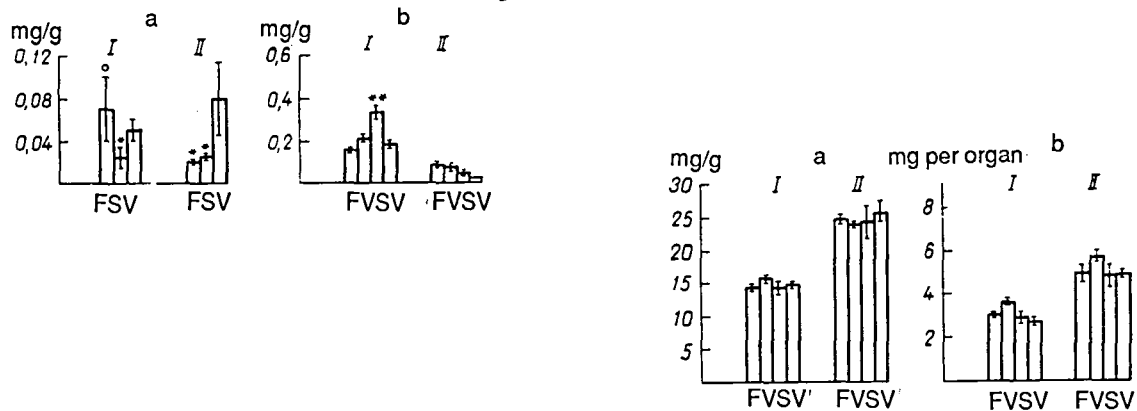 a b
mg/g mg/g
I II I II
0,12 0,6
0,08 0,4
0,04 0,2
o * * * **
FSV FSV FVSV FVSV
a b
mg/g mg per organ
I II I II
30 8
25 6
20 4
15 2
10
5
FVSV' FVSV' FVSV FVSV